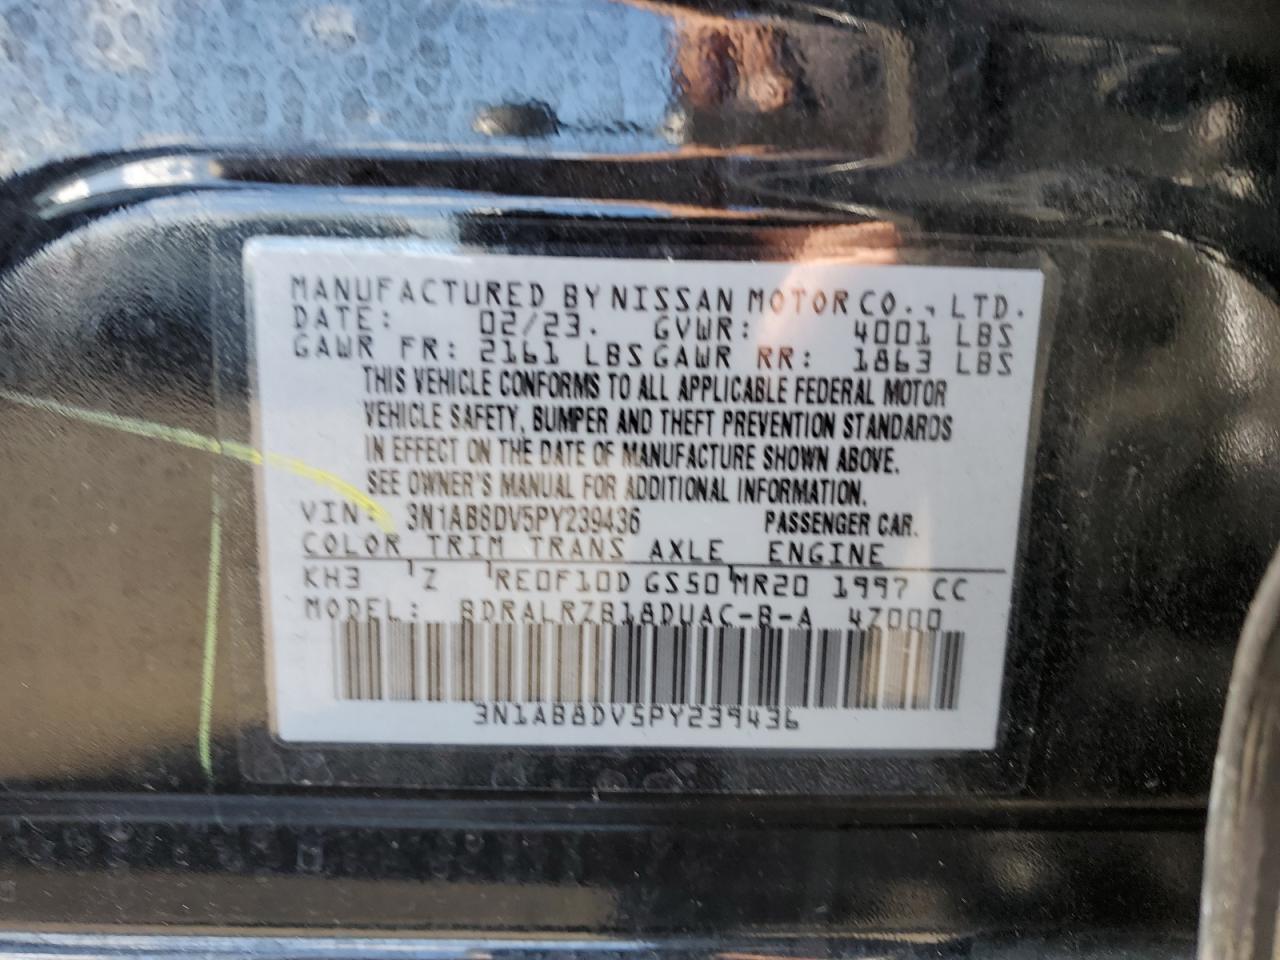 MANUFACTURED BY NISSAN MOTOR CO., LTD.
DATE: 02/23. GVWR: 4001 LBS
GAWR FR: 2161 LBS GAWR RR: 1863 LBS
THIS VEHICLE CONFORMS TO ALL APPLICABLE FEDERAL MOTOR
VEHICLE SAFETY, BUMPER AND THEFT PREVENTION STANDARDS
IN EFFECT ON THE DATE OF MANUFACTURE SHOWN ABOVE.
SEE OWNER'S MANUAL FOR ADDITIONAL INFORMATION.
VIN: 3N1AB8DV5PY239436 PASSENGER CAR.
COLOR TRIM TRANS AXLE ENGINE
KH3 Z RE0F10D GS50 MR20 1997 CC
MODEL: BDRALRZB18DUAC-B-A 4Z000
3N1AB8DV5PY239436